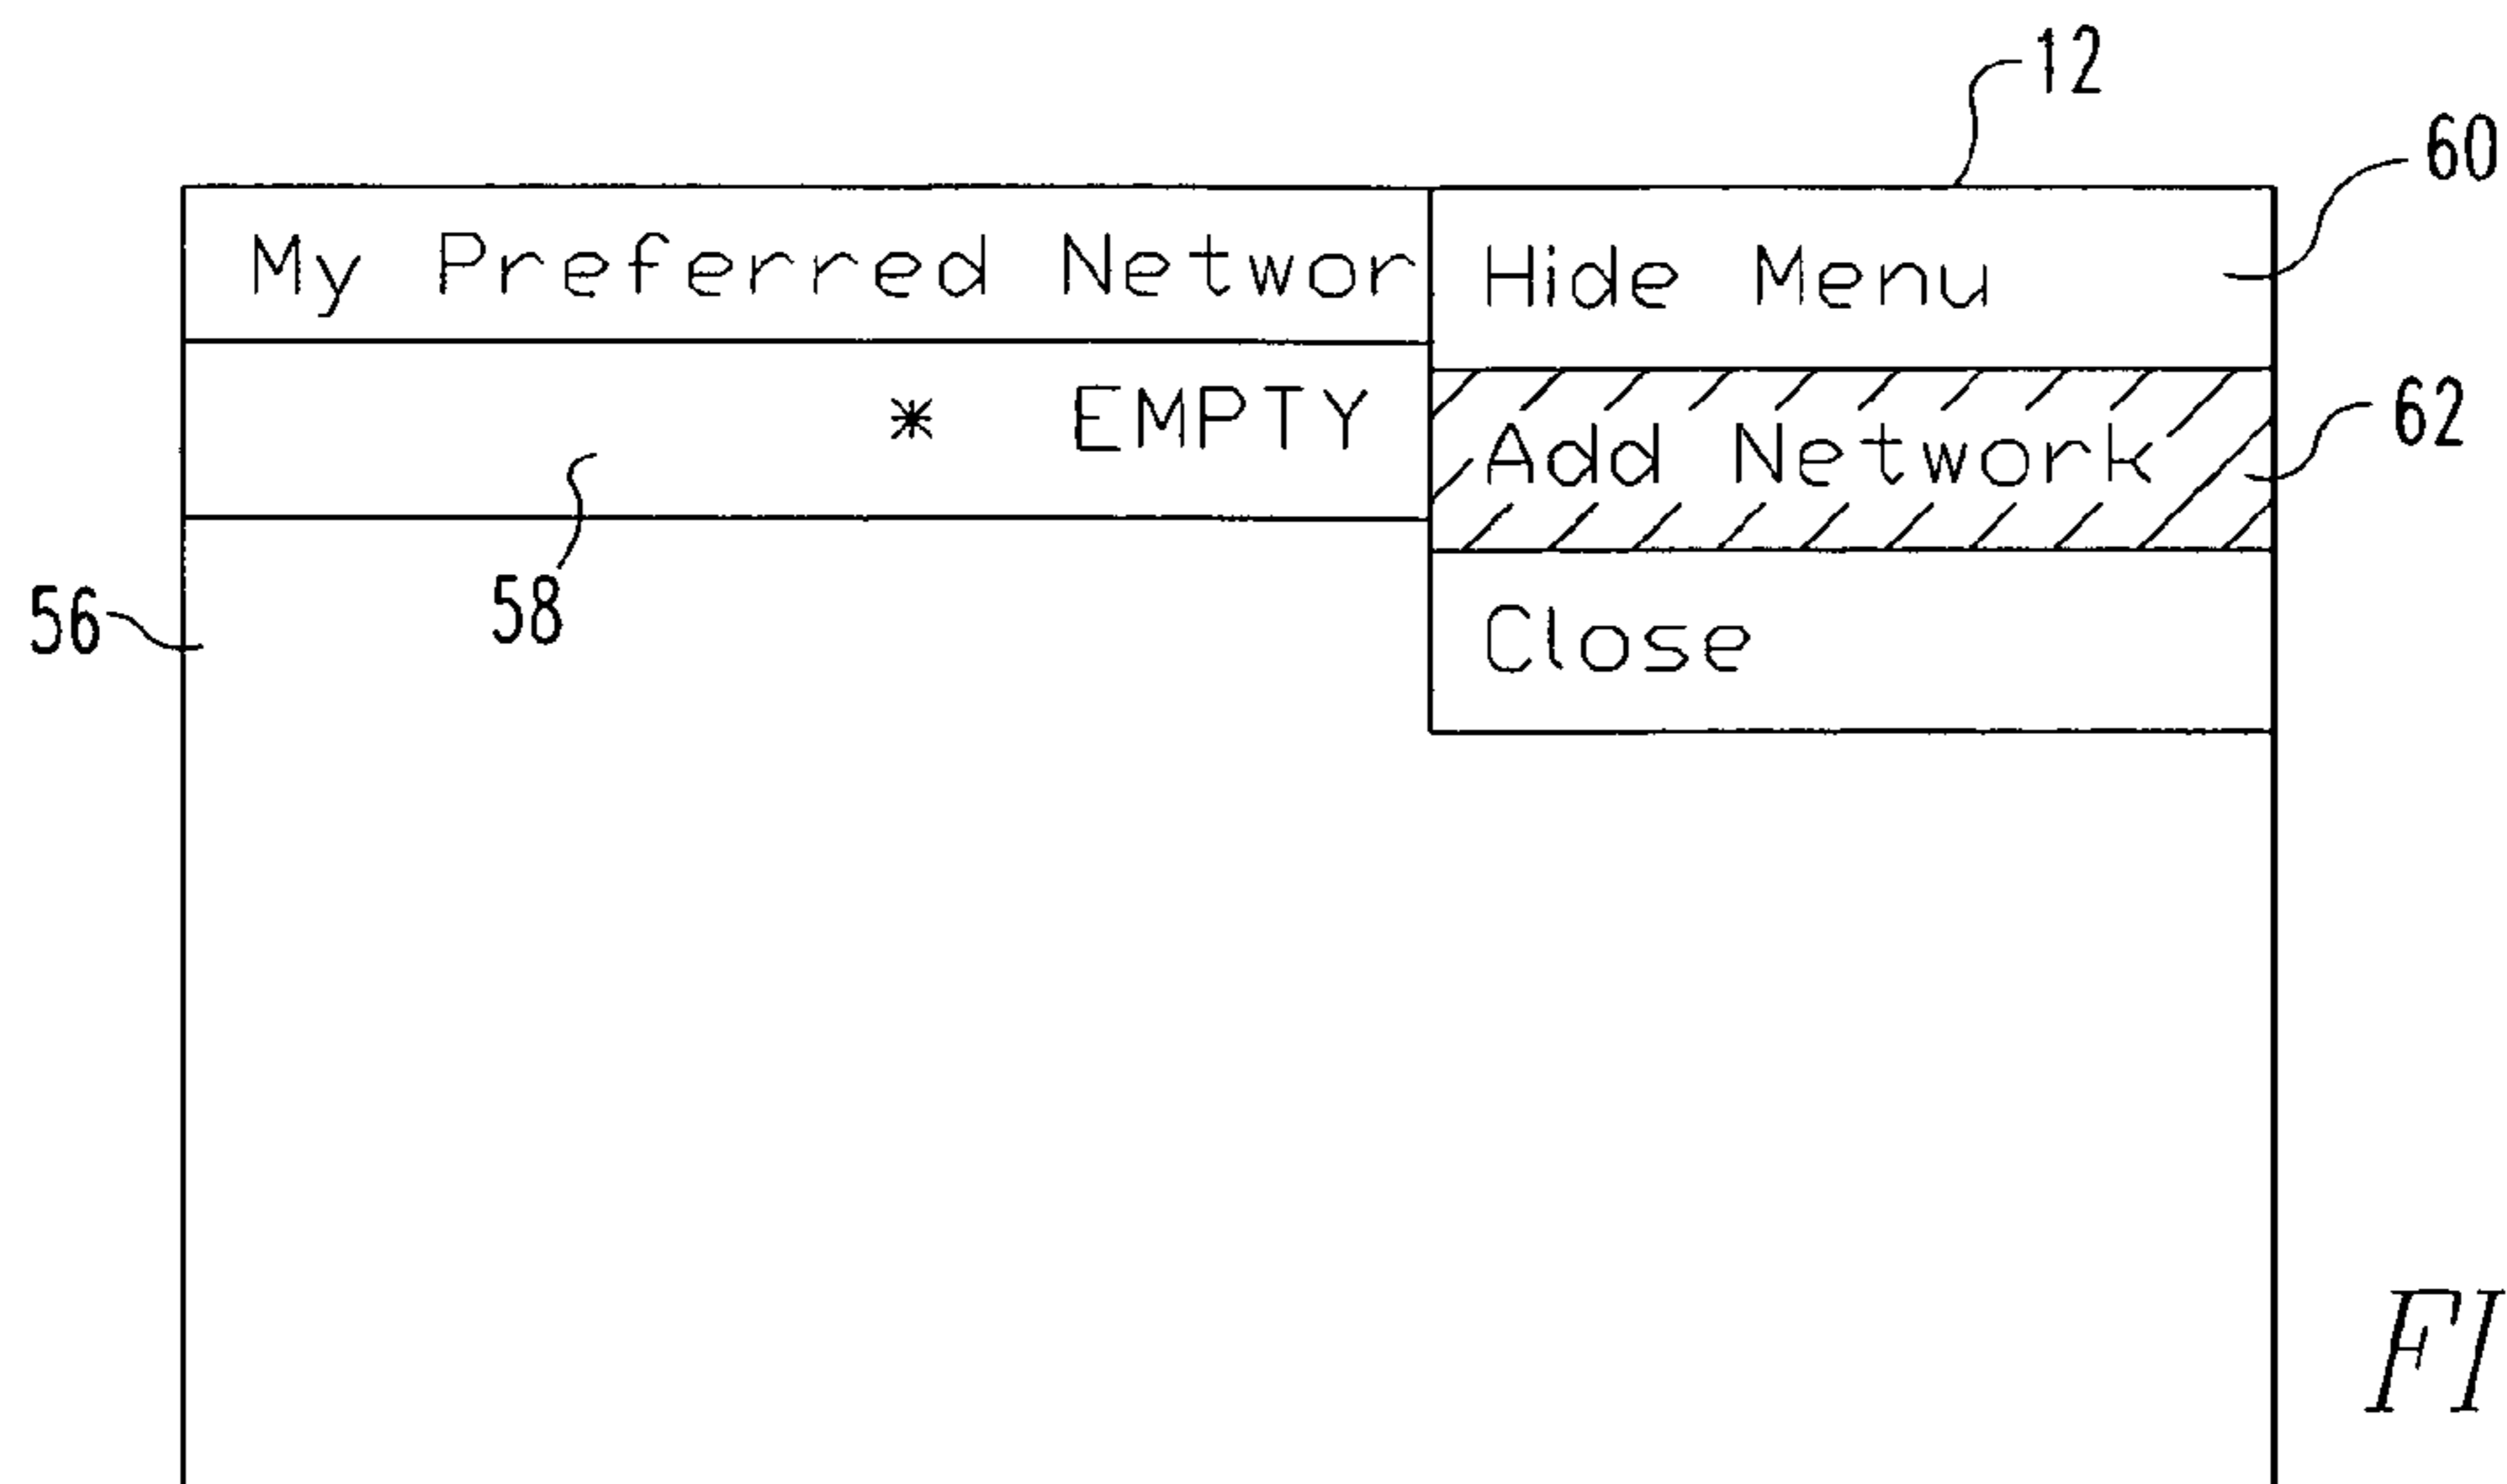 12
60
My Preferred Networ
Hide Menu
* EMPTY
Add Network
62
58
56
Close
FI